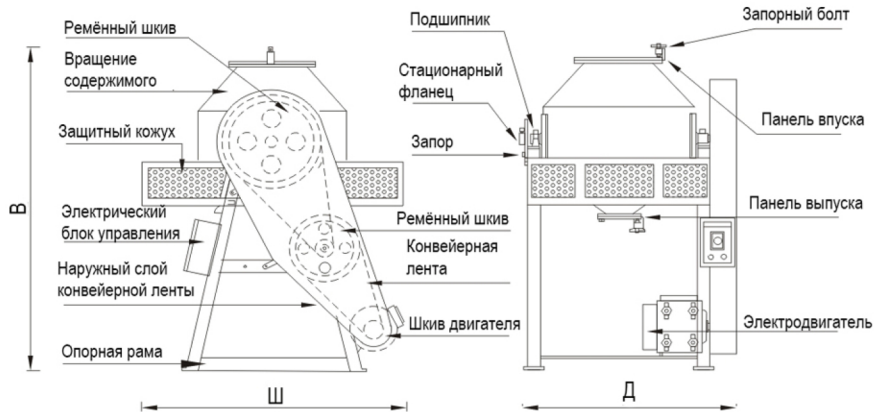 Ремённый шкив
Вращение
содержимого
Защитный кожух
В
Электрический
блок управления
Наружный слой
конвейерной ленты
Опорная рама
Ш
Ремённый шкив
Конвейерная
лента
Шкив двигателя
Подшипник
Стационарный
фланец
Запор
Запорный болт
Панель впуска
Панель выпуска
Электродвигатель
Д